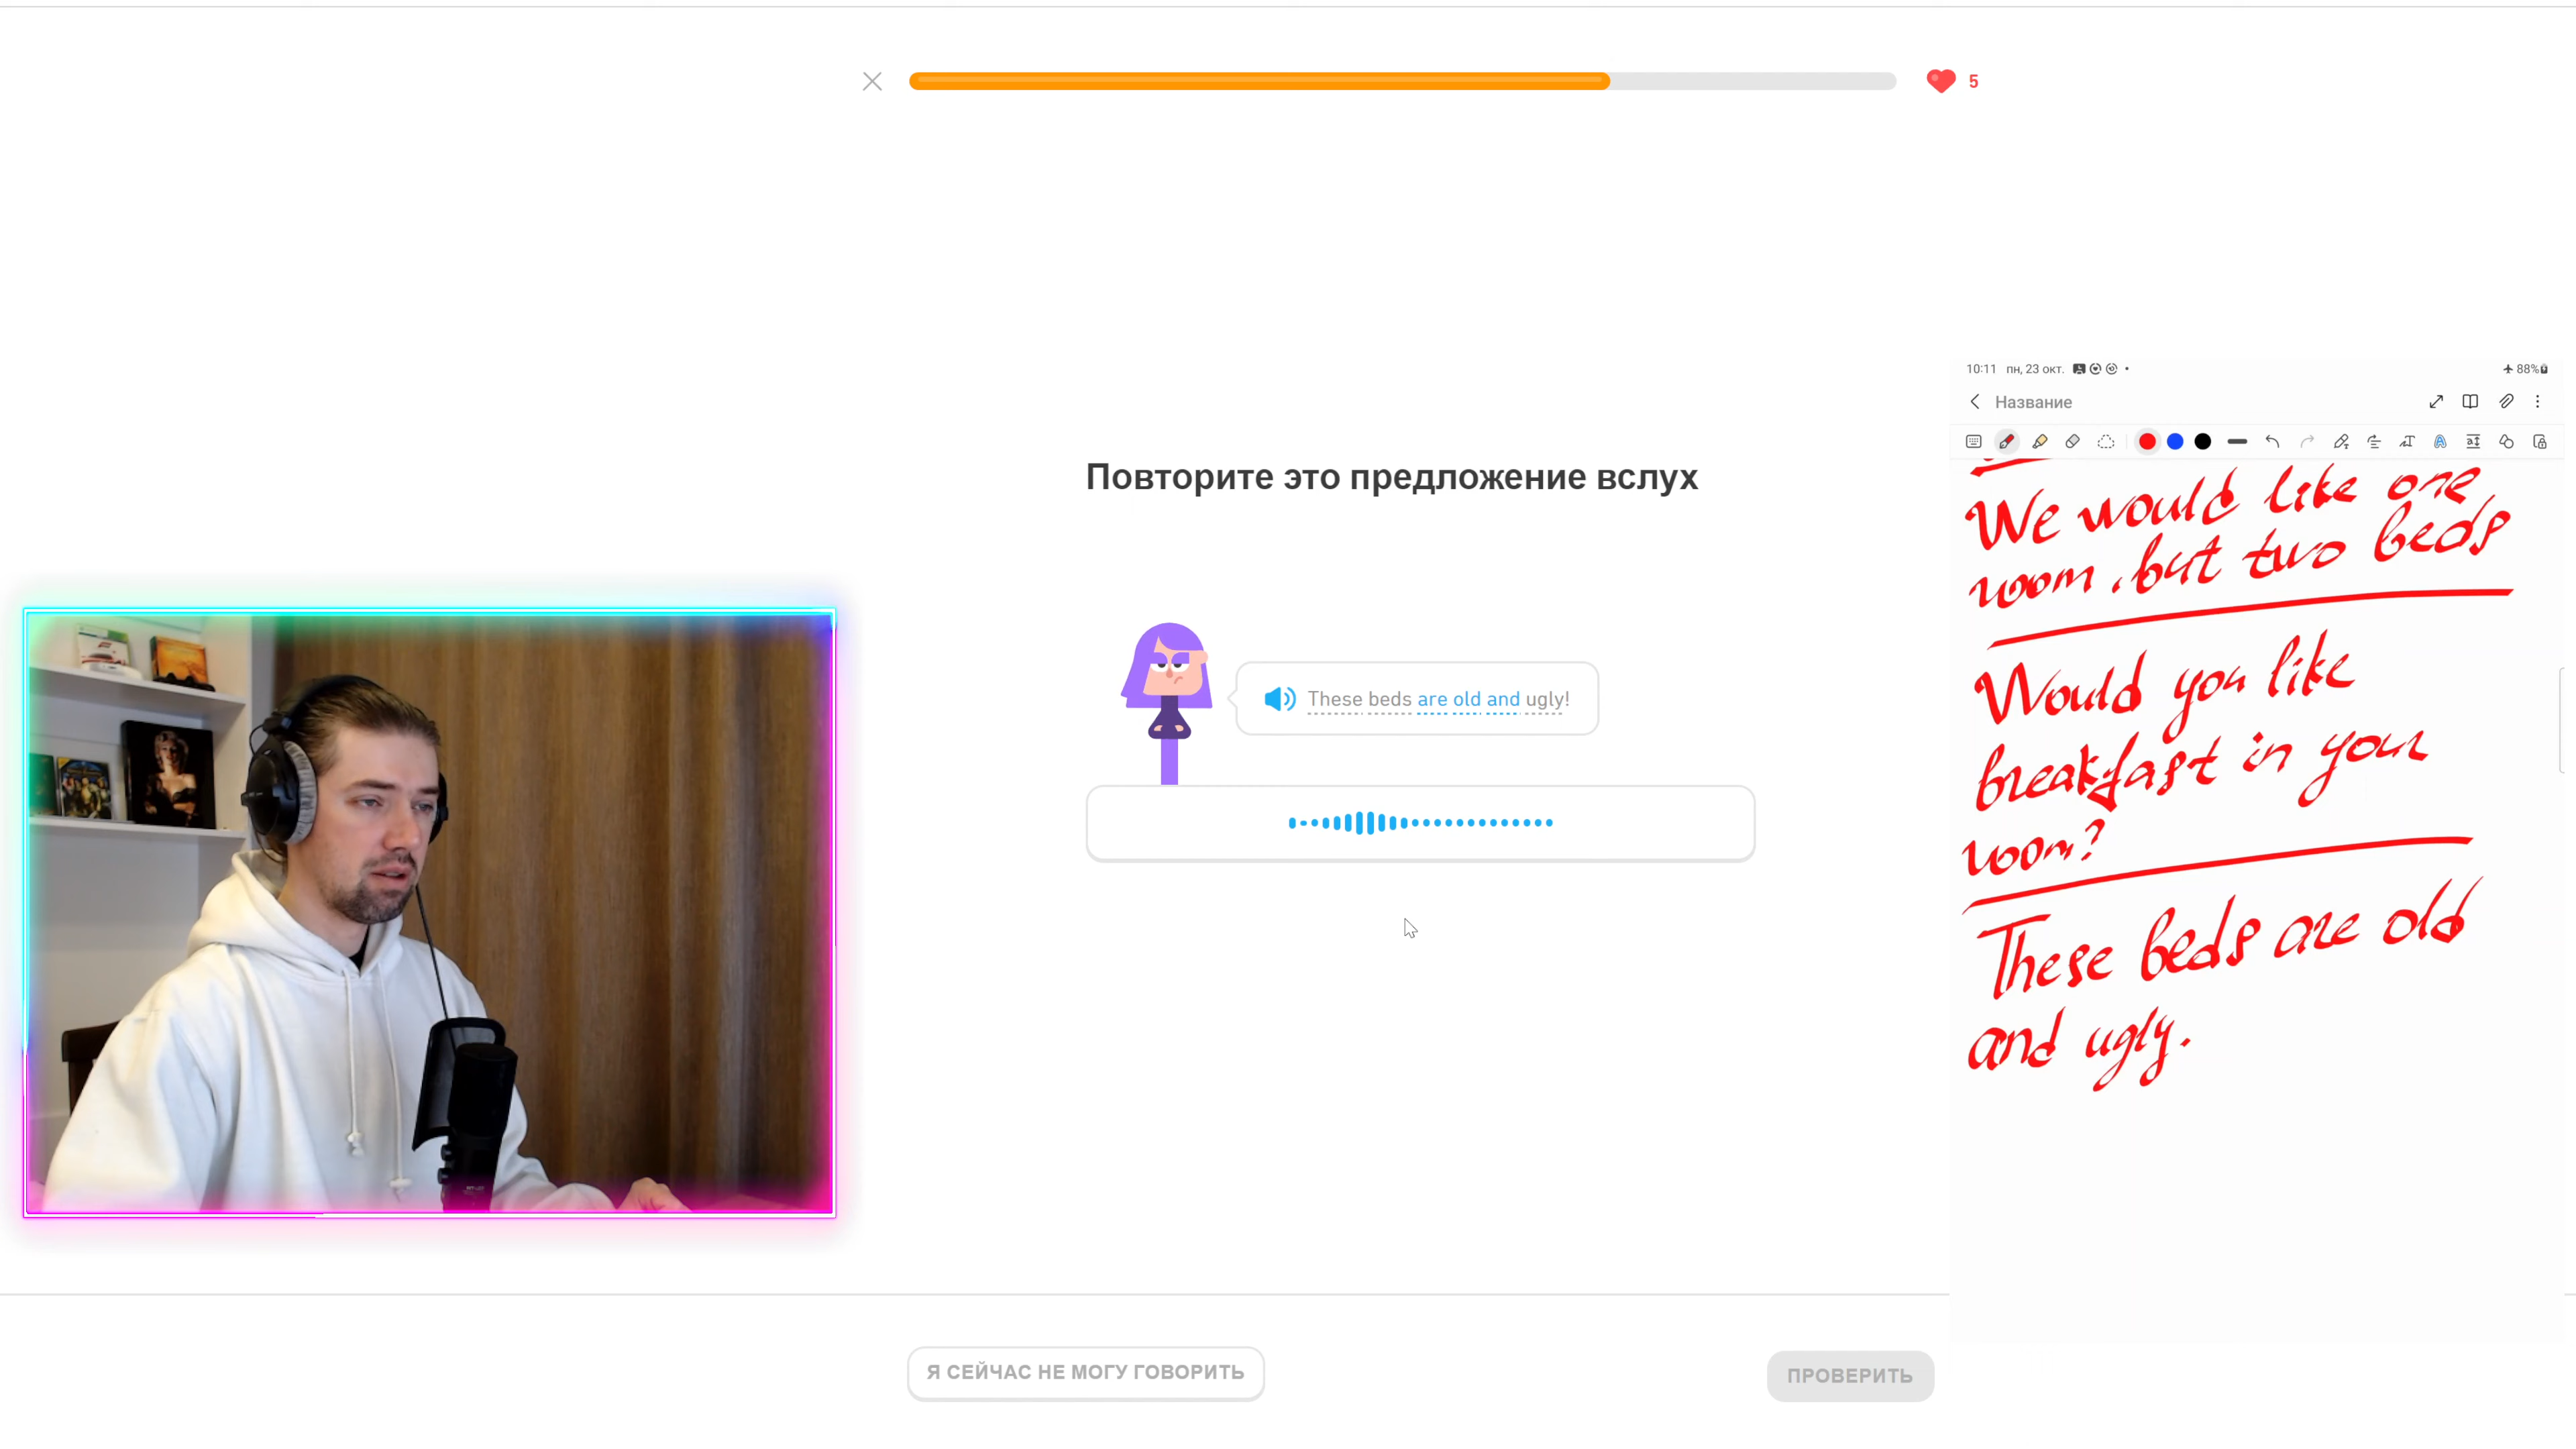 5
Повторите это предложение вслух
These beds are old and ugly!
Я СЕЙЧАС НЕ МОГУ ГОВОРИТЬ
ПРОВЕРИТЬ
10:11 пн, 23 окт.
88%
Название
We would like one
room, but two beds
Would you like
breakfast in your
room?
These beds are old
and ugly.